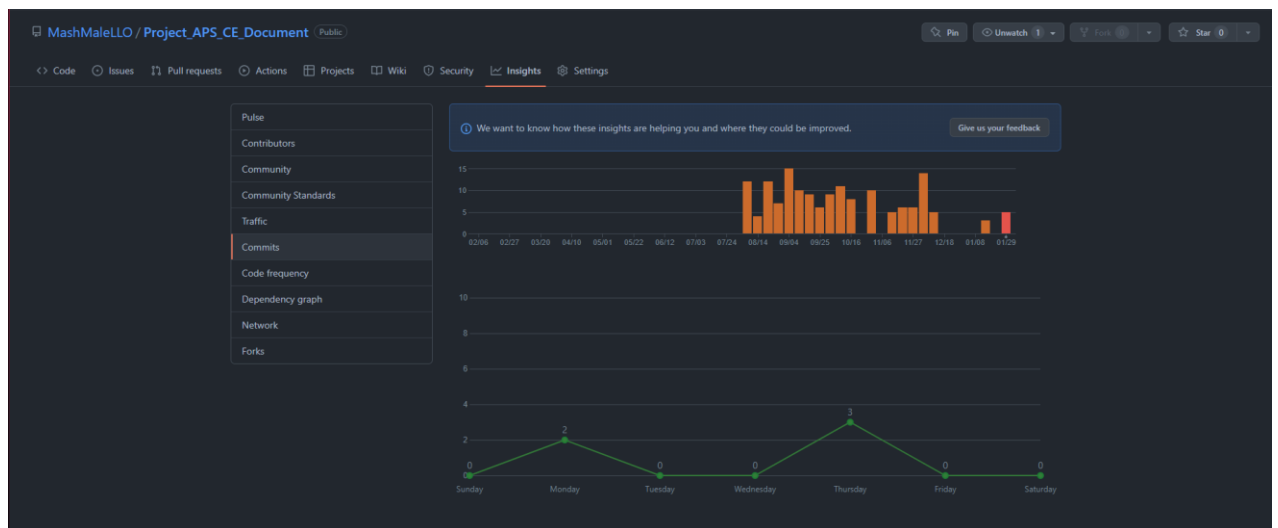 MashMaleLLO / Project_APS_CE_Document Public
Pin Unwatch 1 Fork 0 Star 0
Code Issues Pull requests Actions Projects Wiki Security Insights Settings
Pulse
Contributors
Community
Community Standards
Traffic
Commits
Code frequency
Dependency graph
Network
Forks
We want to know how these insights are helping you and where they could be improved. Give us your feedback
15
10
5
0
02/06 02/27 03/20 04/10 05/01 05/22 06/12 07/03 07/24 08/14 09/04 09/25 10/16 11/06 11/27 12/18 01/08 01/29
10
8
6
4
3
2
2
0 0 0 0 0
0
Sunday Monday Tuesday Wednesday Thursday Friday Saturday